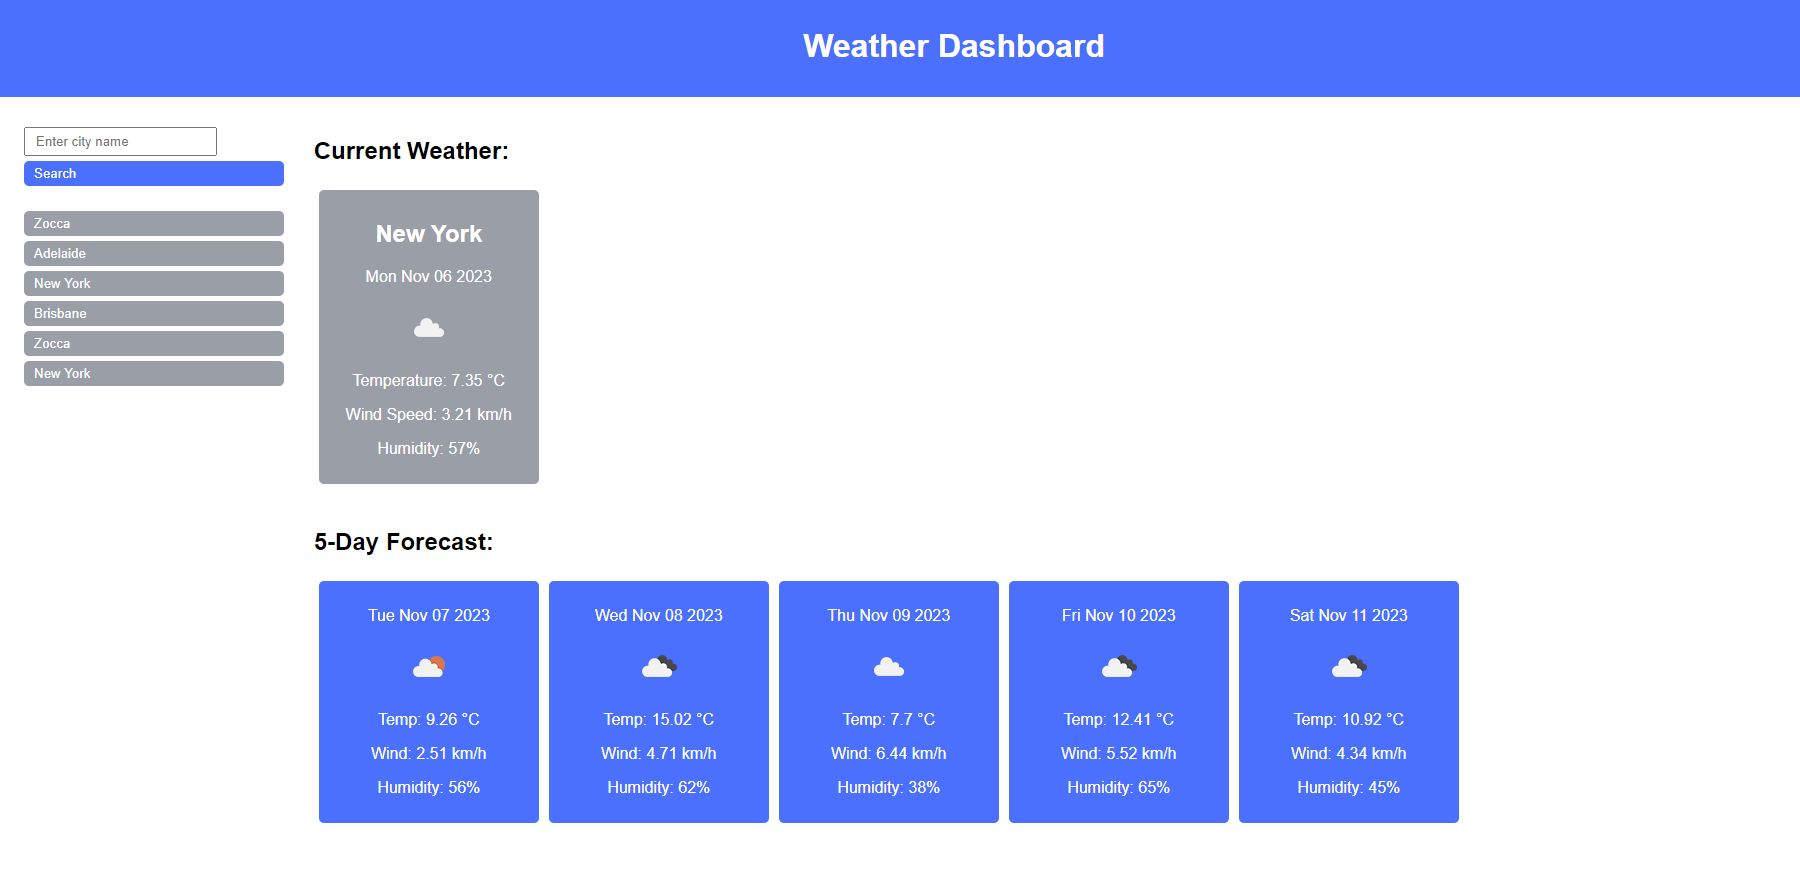 Weather Dashboard
Enter city name
Search
Zocca
Adelaide
New York
Brisbane
Zocca
New York
Current Weather:
New York
Mon Nov 06 2023
Temperature: 7.35 °C
Wind Speed: 3.21 km/h
Humidity: 57%
5-Day Forecast:
Tue Nov 07 2023
Temp: 9.26 °C
Wind: 2.51 km/h
Humidity: 56%
Wed Nov 08 2023
Temp: 15.02 °C
Wind: 4.71 km/h
Humidity: 62%
Thu Nov 09 2023
Temp: 7.7 °C
Wind: 6.44 km/h
Humidity: 38%
Fri Nov 10 2023
Temp: 12.41 °C
Wind: 5.52 km/h
Humidity: 65%
Sat Nov 11 2023
Temp: 10.92 °C
Wind: 4.34 km/h
Humidity: 45%